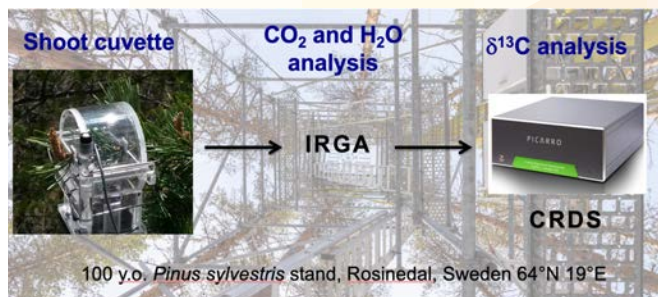 Shoot cuvette
CO₂ and H₂O
analysis
δ¹³C analysis
IRGA
PICARRO
CRDS
100 y.o. Pinus sylvestris stand, Rosinedal, Sweden 64°N 19°E